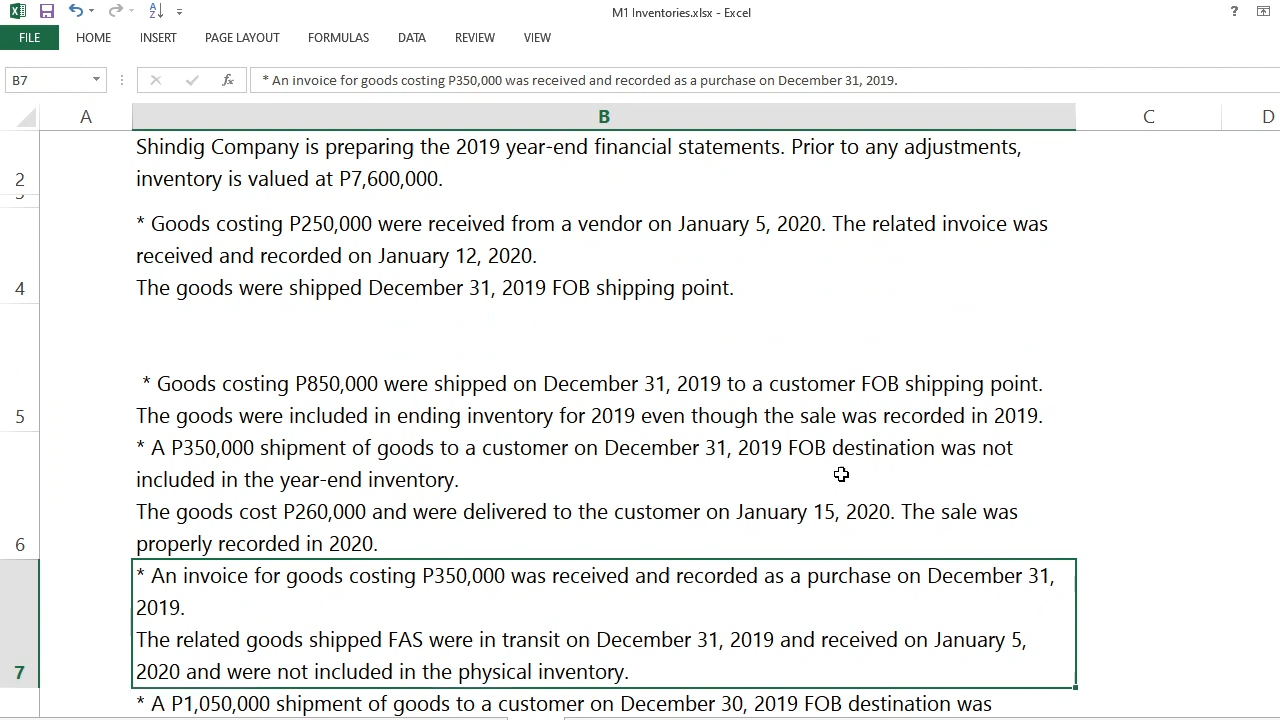 M1 Inventories.xlsx - Excel
?
FILE HOME INSERT PAGE LAYOUT FORMULAS DATA REVIEW VIEW
B7 fx * An invoice for goods costing P350,000 was received and recorded as a purchase on December 31, 2019.
A B C D
Shindig Company is preparing the 2019 year-end financial statements. Prior to any adjustments,
2 inventory is valued at P7,600,000.
* Goods costing P250,000 were received from a vendor on January 5, 2020. The related invoice was
received and recorded on January 12, 2020.
4 The goods were shipped December 31, 2019 FOB shipping point.
* Goods costing P850,000 were shipped on December 31, 2019 to a customer FOB shipping point.
5 The goods were included in ending inventory for 2019 even though the sale was recorded in 2019.
* A P350,000 shipment of goods to a customer on December 31, 2019 FOB destination was not
included in the year-end inventory.
The goods cost P260,000 and were delivered to the customer on January 15, 2020. The sale was
6 properly recorded in 2020.
* An invoice for goods costing P350,000 was received and recorded as a purchase on December 31,
2019.
The related goods shipped FAS were in transit on December 31, 2019 and received on January 5,
7 2020 and were not included in the physical inventory.
* A P1,050,000 shipment of goods to a customer on December 30, 2019 FOB destination was